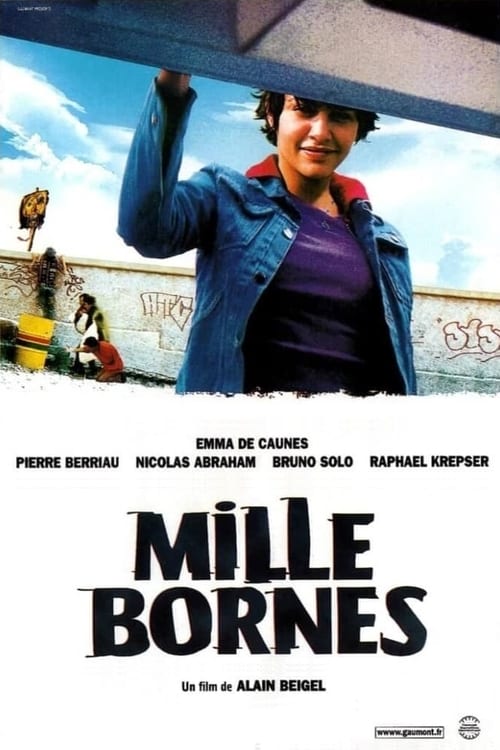 EMMA DE CAUNES
PIERRE BERRIAU NICOLAS ABRAHAM BRUNO SOLO RAPHAEL KREPSER
MiLLE
BORNES
Un film de ALAIN BEIGEL
www.gaumont.fr